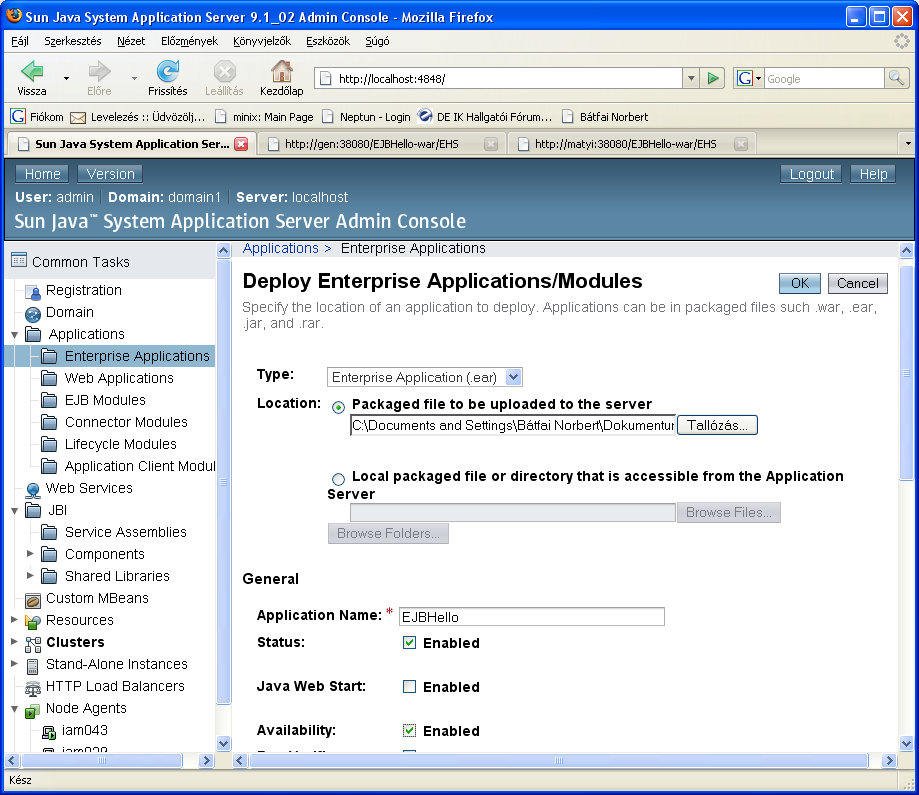 Sun Java System Application Server 9.1_02 Admin Console - Mozilla Firefox
Fájl Szerkesztés Nézet Előzmények Könyvjelzők Eszközök Súgó
Vissza Előre Frissítés Leállítás Kezdőlap http://localhost:4848/ G Google
Fiókom Levelezés :: Üdvözölj... minix: Main Page Neptun - Login DE IK Hallgatói Fórum... Bátfai Norbert
Sun Java System Application Ser... http://gen:38080/EJBHello-war/EHS http://matyi:38080/EJBHello-war/EHS
Home Version Logout Help
User: admin Domain: domain1 Server: localhost
Sun Java™ System Application Server Admin Console
Common Tasks
Registration
Domain
Applications
Enterprise Applications
Web Applications
EJB Modules
Connector Modules
Lifecycle Modules
Application Client Modul
Web Services
JBI
Service Assemblies
Components
Shared Libraries
Custom MBeans
Resources
Clusters
Stand-Alone Instances
HTTP Load Balancers
Node Agents
iam043
iam029
Applications > Enterprise Applications
Deploy Enterprise Applications/Modules OK Cancel
Specify the location of an application to deploy. Applications can be in packaged files such .war, .ear,
.jar, and .rar.
Type: Enterprise Application (.ear)
Location: Packaged file to be uploaded to the server
C:\Documents and Settings\Bátfai Norbert\Dokumentur Tallózás...
Local packaged file or directory that is accessible from the Application
Server
Browse Files...
Browse Folders...
General
Application Name: * EJBHello
Status: Enabled
Java Web Start: Enabled
Availability: Enabled
Kész